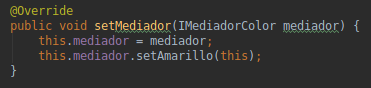 @Override
public void setMediador(IMediadorColor mediador) {
    this.mediador = mediador;
    this.mediador.setAmarillo(this);
}